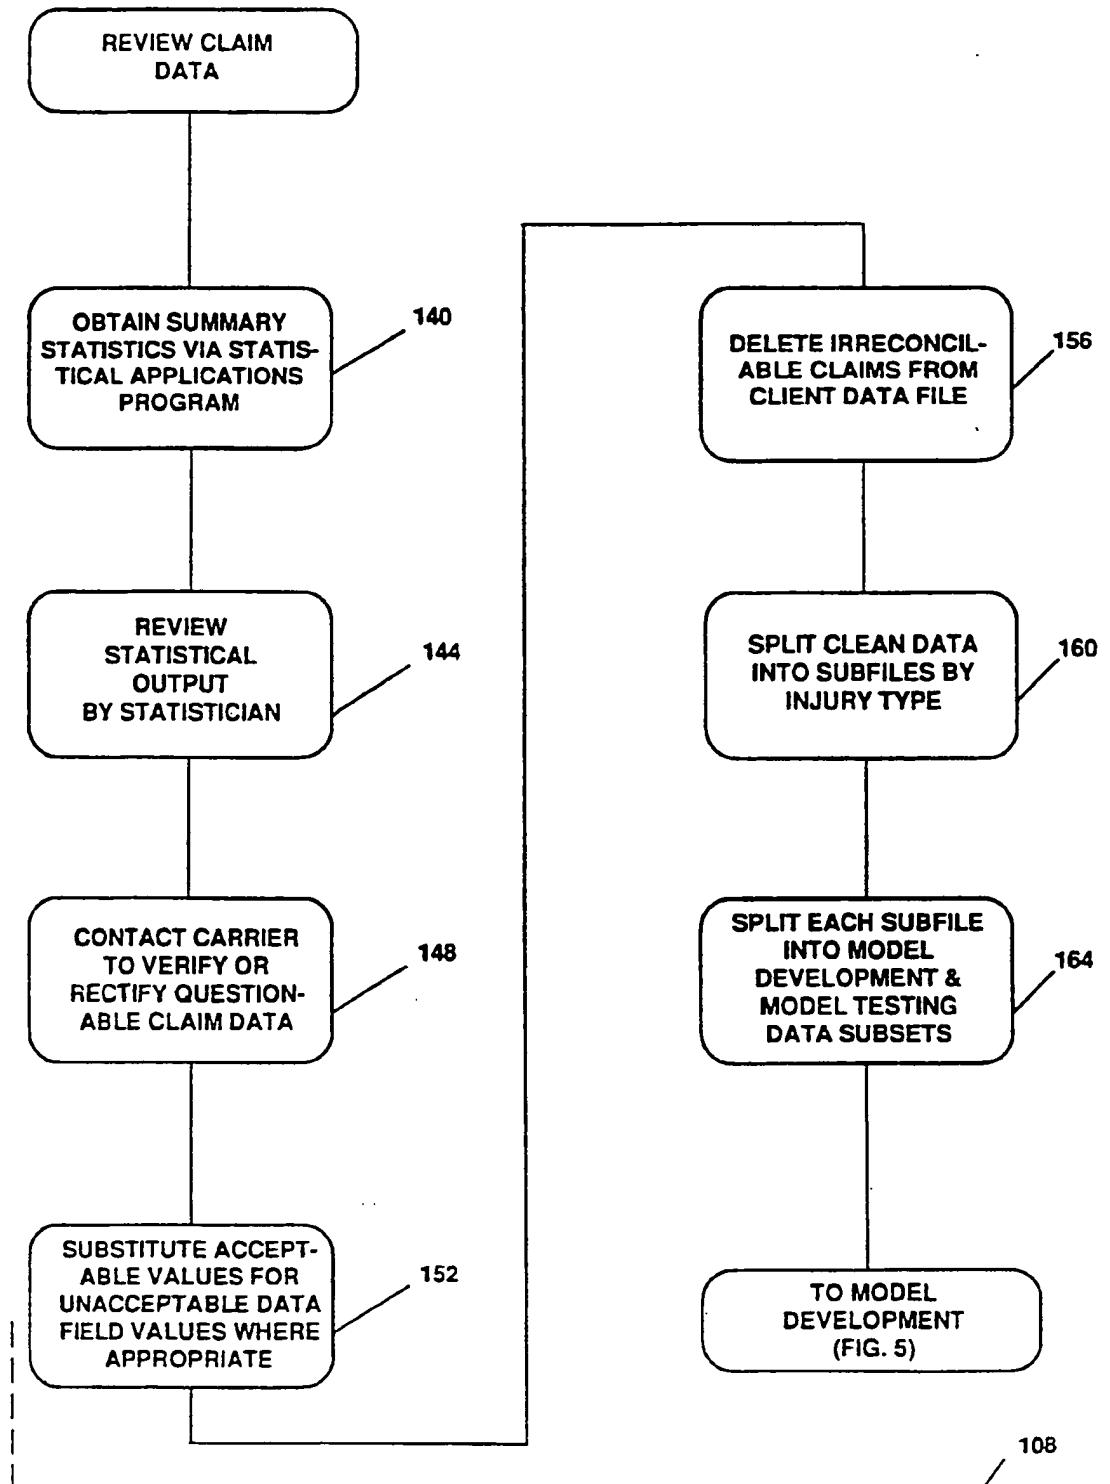 REVIEW CLAIM
DATA
OBTAIN SUMMARY
STATISTICS VIA STATIS-
TICAL APPLICATIONS
PROGRAM
140
REVIEW
STATISTICAL
OUTPUT
BY STATISTICIAN
144
CONTACT CARRIER
TO VERIFY OR
RECTIFY QUESTION-
ABLE CLAIM DATA
148
SUBSTITUTE ACCEPT-
ABLE VALUES FOR
UNACCEPTABLE DATA
FIELD VALUES WHERE
APPROPRIATE
152
DELETE IRRECONCIL-
ABLE CLAIMS FROM
CLIENT DATA FILE
156
SPLIT CLEAN DATA
INTO SUBFILES BY
INJURY TYPE
160
SPLIT EACH SUBFILE
INTO MODEL
DEVELOPMENT &
MODEL TESTING
DATA SUBSETS
164
TO MODEL
DEVELOPMENT
(FIG. 5)
108